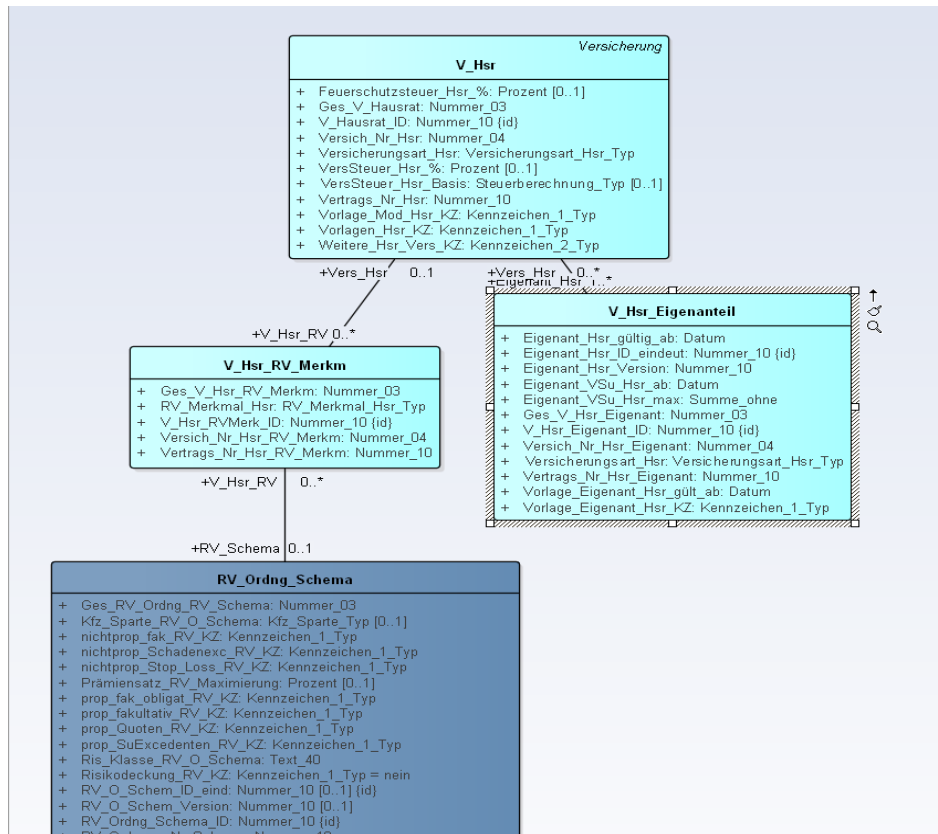 Versicherung
V_Hsr
+ Feuerschutzsteuer_Hsr_%: Prozent [0..1]
+ Ges_V_Hausrat: Nummer_03
+ V_Hausrat_ID: Nummer_10 {id}
+ Versich_Nr_Hsr: Nummer_04
+ Versicherungsart_Hsr: Versicherungsart_Hsr_Typ
+ VersSteuer_Hsr_%: Prozent [0..1]
+ VersSteuer_Hsr_Basis: Steuerberechnung_Typ [0..1]
+ Vertrags_Nr_Hsr: Nummer_10
+ Vorlage_Mod_Hsr_KZ: Kennzeichen_1_Typ
+ Vorlagen_Hsr_KZ: Kennzeichen_1_Typ
+ Weitere_Hsr_Vers_KZ: Kennzeichen_2_Typ
+Vers_Hsr 0..1
+Vers_Hsr 0..*
+Eigenant_Hsr 1..*
V_Hsr_Eigenanteil
+ Eigenant_Hsr_gültig_ab: Datum
+ Eigenant_Hsr_ID_eindeut: Nummer_10 {id}
+ Eigenant_Hsr_Version: Nummer_10
+ Eigenant_VSu_Hsr_ab: Datum
+ Eigenant_VSu_Hsr_max: Summe_ohne
+ Ges_V_Hsr_Eigenant: Nummer_03
+ V_Hsr_Eigenant_ID: Nummer_10 {id}
+ Versich_Nr_Hsr_Eigenant: Nummer_04
+ Versicherungsart_Hsr: Versicherungsart_Hsr_Typ
+ Vertrags_Nr_Hsr_Eigenant: Nummer_10
+ Vorlage_Eigenant_Hsr_gült_ab: Datum
+ Vorlage_Eigenant_Hsr_KZ: Kennzeichen_1_Typ
+V_Hsr_RV 0..*
V_Hsr_RV_Merkm
+ Ges_V_Hsr_RV_Merkm: Nummer_03
+ RV_Merkmal_Hsr: RV_Merkmal_Hsr_Typ
+ V_Hsr_RVMerk_ID: Nummer_10 {id}
+ Versich_Nr_Hsr_RV_Merkm: Nummer_04
+ Vertrags_Nr_Hsr_RV_Merkm: Nummer_10
+V_Hsr_RV 0..*
+RV_Schema 0..1
RV_Ordng_Schema
+ Ges_RV_Ordng_RV_Schema: Nummer_03
+ Kfz_Sparte_RV_O_Schema: Kfz_Sparte_Typ [0..1]
+ nichtprop_fak_RV_KZ: Kennzeichen_1_Typ
+ nichtprop_Schadenexc_RV_KZ: Kennzeichen_1_Typ
+ nichtprop_Stop_Loss_RV_KZ: Kennzeichen_1_Typ
+ Prämiensatz_RV_Maximierung: Prozent [0..1]
+ prop_fak_obligat_RV_KZ: Kennzeichen_1_Typ
+ prop_fakultativ_RV_KZ: Kennzeichen_1_Typ
+ prop_Quoten_RV_KZ: Kennzeichen_1_Typ
+ prop_SuExcedenten_RV_KZ: Kennzeichen_1_Typ
+ Ris_Klasse_RV_O_Schema: Text_40
+ Risikodeckung_RV_KZ: Kennzeichen_1_Typ = nein
+ RV_O_Schem_ID_eind: Nummer_10 [0..1] {id}
+ RV_O_Schem_Version: Nummer_10 [0..1]
+ RV_Ordng_Schema_ID: Nummer_10 {id}